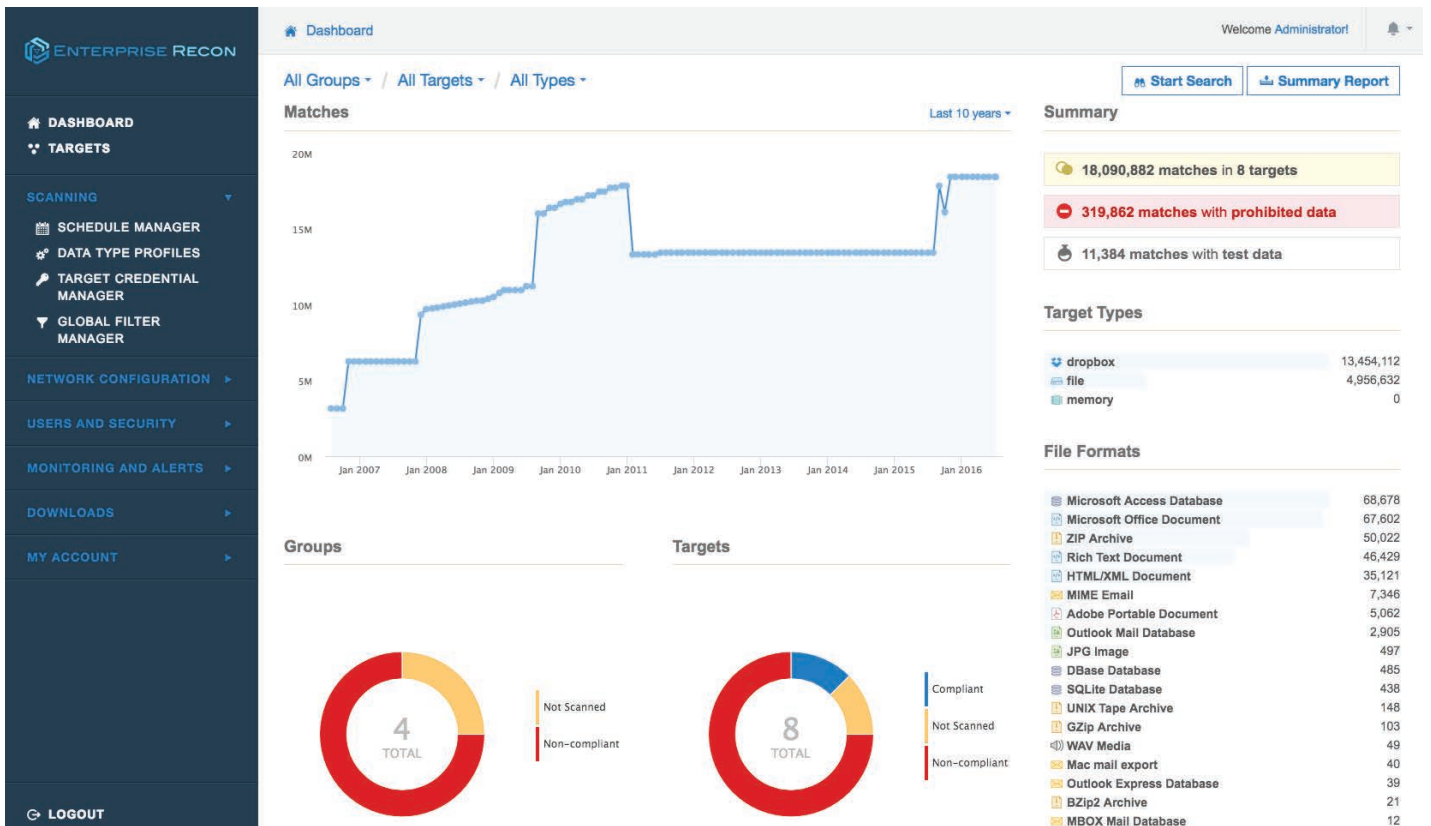 ENTERPRISE RECON
DASHBOARD
TARGETS
SCANNING
SCHEDULE MANAGER
DATA TYPE PROFILES
TARGET CREDENTIAL
MANAGER
GLOBAL FILTER
MANAGER
NETWORK CONFIGURATION
USERS AND SECURITY
MONITORING AND ALERTS
DOWNLOADS
MY ACCOUNT
LOGOUT
Dashboard
Welcome Administrator!
All Groups / All Targets / All Types
Start Search
Summary Report
Matches
Last 10 years
20M
15M
10M
5M
0M
Jan 2007 Jan 2008 Jan 2009 Jan 2010 Jan 2011 Jan 2012 Jan 2013 Jan 2014 Jan 2015 Jan 2016
Groups
4
TOTAL
Not Scanned
Non-compliant
Targets
8
TOTAL
Compliant
Not Scanned
Non-compliant
Summary
18,090,882 matches in 8 targets
319,862 matches with prohibited data
11,384 matches with test data
Target Types
dropbox 13,454,112
file 4,956,632
memory 0
File Formats
Microsoft Access Database 68,678
Microsoft Office Document 67,602
ZIP Archive 50,022
Rich Text Document 46,429
HTML/XML Document 35,121
MIME Email 7,346
Adobe Portable Document 5,062
Outlook Mail Database 2,905
JPG Image 497
DBase Database 485
SQLite Database 438
UNIX Tape Archive 148
GZip Archive 103
WAV Media 49
Mac mail export 40
Outlook Express Database 39
BZip2 Archive 21
MBOX Mail Database 12